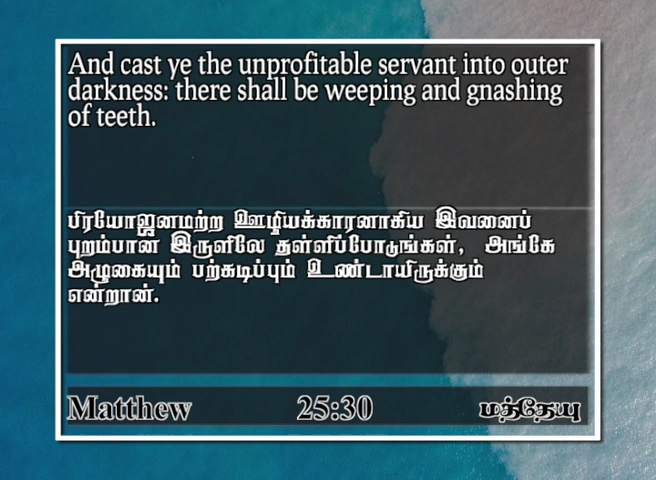 And cast ye the unprofitable servant into outer
darkness: there shall be weeping and gnashing
of teeth.
பிரயோஜனமற்ற ஊழியக்காரனாகிய இவனைப்
புறம்பான இருளிலே தள்ளிப்போடுங்கள், அங்கே
அழுகையும் பற்கடிப்பும் உண்டாயிருக்கும்
என்றான்.
Matthew 25:30 மத்தேயு